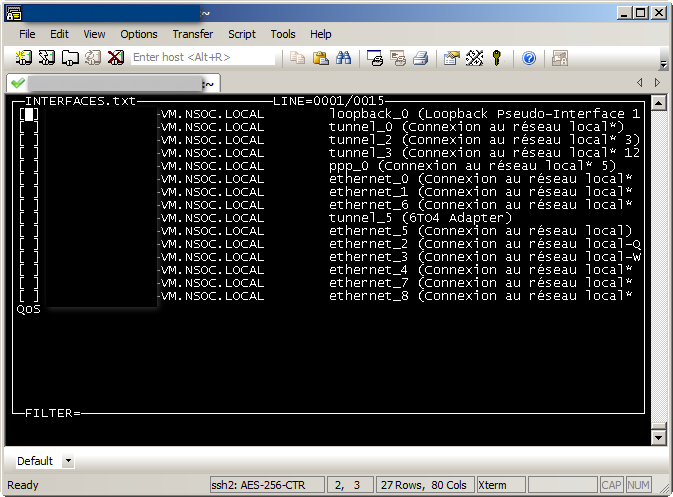 :~
File Edit View Options Transfer Script Tools Help
Enter host <Alt+R>
:~
INTERFACES.txt LINE=0001/0015
[ ] -VM.NSOC.LOCAL loopback_0 (Loopback Pseudo-Interface 1
[ ] -VM.NSOC.LOCAL tunnel_0 (Connexion au réseau local*)
[ ] -VM.NSOC.LOCAL tunnel_2 (Connexion au réseau local* 3)
[ ] -VM.NSOC.LOCAL tunnel_3 (Connexion au réseau local* 12
[ ] -VM.NSOC.LOCAL ppp_0 (Connexion au réseau local* 5)
[ ] -VM.NSOC.LOCAL ethernet_0 (Connexion au réseau local*
[ ] -VM.NSOC.LOCAL ethernet_1 (Connexion au réseau local*
[ ] -VM.NSOC.LOCAL ethernet_6 (Connexion au réseau local*
[ ] -VM.NSOC.LOCAL tunnel_5 (6TO4 Adapter)
[ ] -VM.NSOC.LOCAL ethernet_5 (Connexion au réseau local)
[ ] -VM.NSOC.LOCAL ethernet_2 (Connexion au réseau local-Q
[ ] -VM.NSOC.LOCAL ethernet_3 (Connexion au réseau local-W
[ ] -VM.NSOC.LOCAL ethernet_4 (Connexion au réseau local*
[ ] -VM.NSOC.LOCAL ethernet_7 (Connexion au réseau local*
[ ] -VM.NSOC.LOCAL ethernet_8 (Connexion au réseau local*
QoS
FILTER=
Default
Ready ssh2: AES-256-CTR 2, 3 27 Rows, 80 Cols Xterm CAP NUM